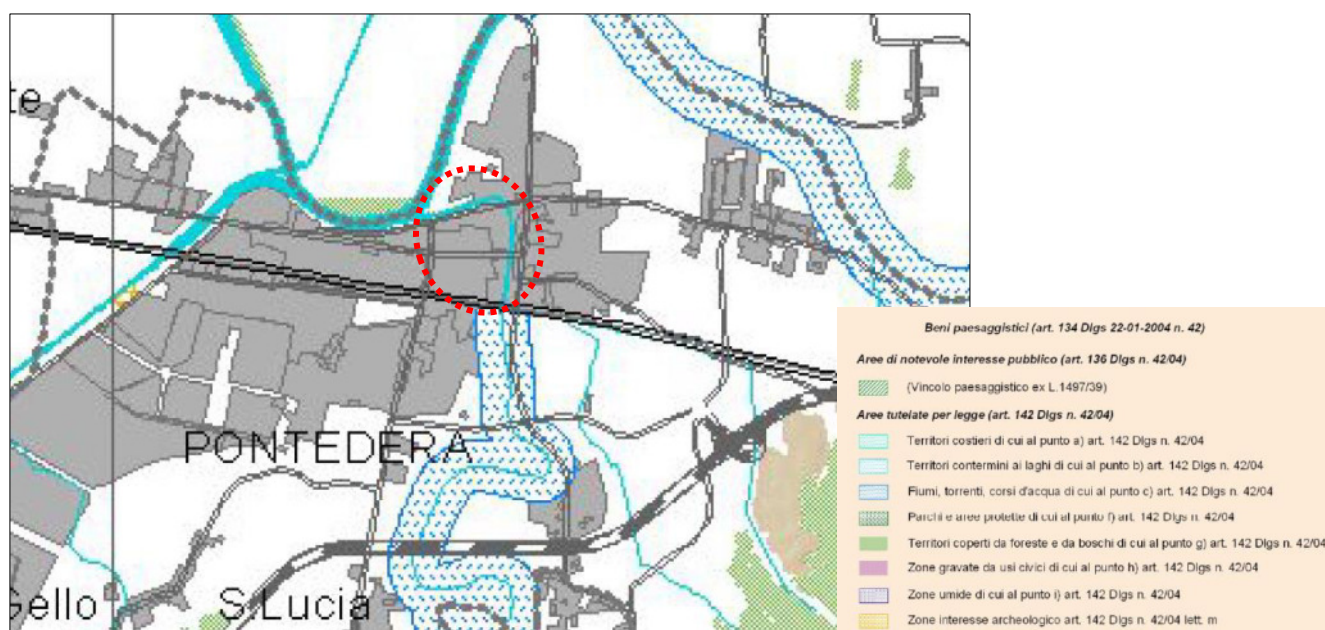 te
PONTEDERA
Gello
S.Lucia
Beni paesaggistici (art. 134 Dlgs 22-01-2004 n. 42)
Aree di notevole interesse pubblico (art. 136 Dlgs n. 42/04)
(Vincolo paesaggistico ex L.1497/39)
Aree tutelate per legge (art. 142 Dlgs n. 42/04)
Territori costieri di cui al punto a) art. 142 Dlgs n. 42/04
Territori contermini ai laghi di cui al punto b) art. 142 Dlgs n. 42/04
Fiumi, torrenti, corsi d'acqua di cui al punto c) art. 142 Dlgs n. 42/04
Parchi e aree protette di cui al punto f) art. 142 Dlgs n. 42/04
Territori coperti da foreste e da boschi di cui al punto g) art. 142 Dlgs n. 42/04
Zone gravate da usi civici di cui al punto h) art. 142 Dlgs n. 42/04
Zone umide di cui al punto i) art. 142 Dlgs n. 42/04
Zone interesse archeologico art. 142 Dlgs n. 42/04 lett. m